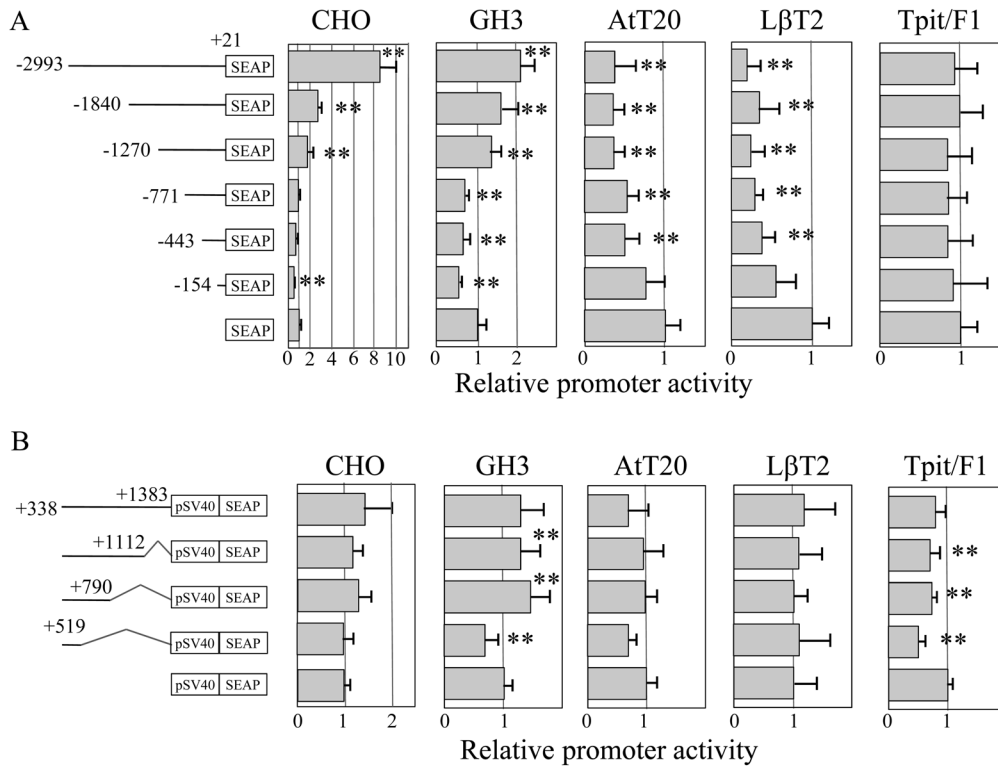 A
CHO GH3 AtT20 LβT2 Tpit/F1
+21
-2993 SEAP ** ** ** **
-1840 SEAP ** ** ** **
-1270 SEAP ** ** ** **
-771 SEAP ** ** **
-443 SEAP ** ** **
-154 SEAP ** **
SEAP
0 2 4 6 8 10 0 1 2 0 1 0 1 0 1
Relative promoter activity
B
CHO GH3 AtT20 LβT2 Tpit/F1
+338 +1383 pSV40 SEAP
+1112 pSV40 SEAP ** **
+790 pSV40 SEAP ** **
+519 pSV40 SEAP ** **
pSV40 SEAP
0 1 2 0 1 0 1 0 1 0 1
Relative promoter activity